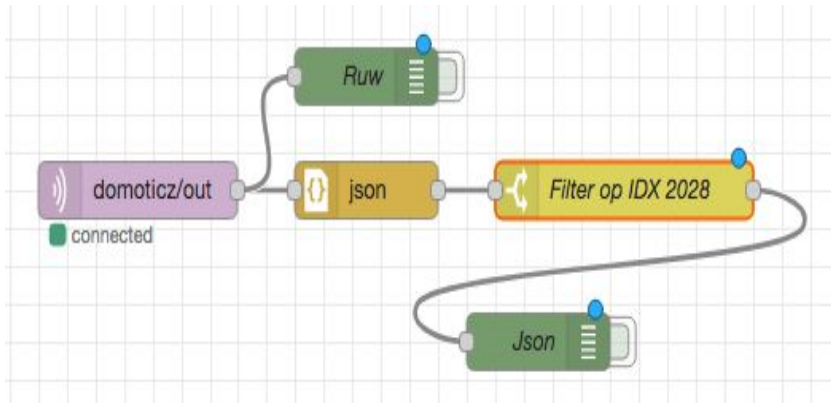 Ruw
domoticz/out
json
Filter op IDX 2028
connected
Json